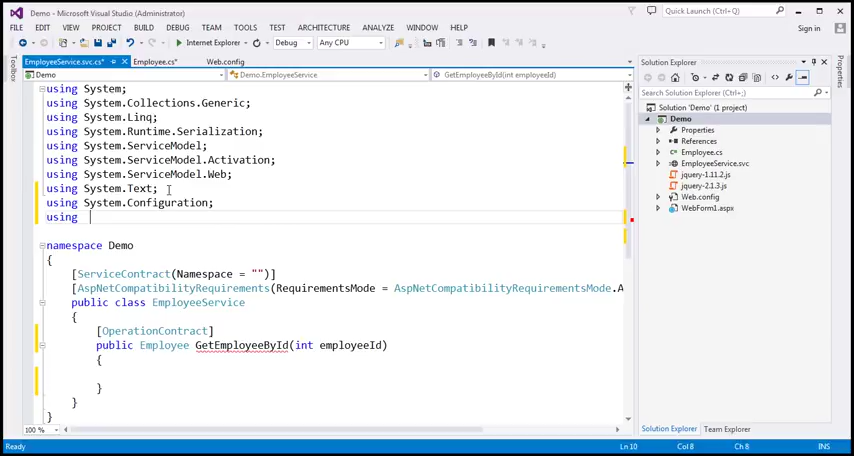 Demo - Microsoft Visual Studio (Administrator)
Quick Launch (Ctrl+Q)
FILE EDIT VIEW PROJECT BUILD DEBUG TEAM TOOLS TEST ARCHITECTURE ANALYZE WINDOW HELP
Sign in
Internet Explorer Debug Any CPU
EmployeeService.svc.cs* Employee.cs* Web.config
Demo Demo.EmployeeService GetEmployeeById(int employeeId)
Toolbox
using System;
using System.Collections.Generic;
using System.Linq;
using System.Runtime.Serialization;
using System.ServiceModel;
using System.ServiceModel.Activation;
using System.ServiceModel.Web;
using System.Text;
using System.Configuration;
using
namespace Demo
{
[ServiceContract(Namespace = "")]
[AspNetCompatibilityRequirements(RequirementsMode = AspNetCompatibilityRequirementsMode.A
public class EmployeeService
{
[OperationContract]
public Employee GetEmployeeById(int employeeId)
{
}
}
}
100 %
Solution Explorer
Search Solution Explorer (Ctrl+;)
Solution 'Demo' (1 project)
Demo
Properties
References
Employee.cs
EmployeeService.svc
jquery-1.11.2.js
jquery-2.1.3.js
Web.config
WebForm1.aspx
Solution Explorer Team Explorer
Properties
Ln 10 Col 8 Ch 8 INS